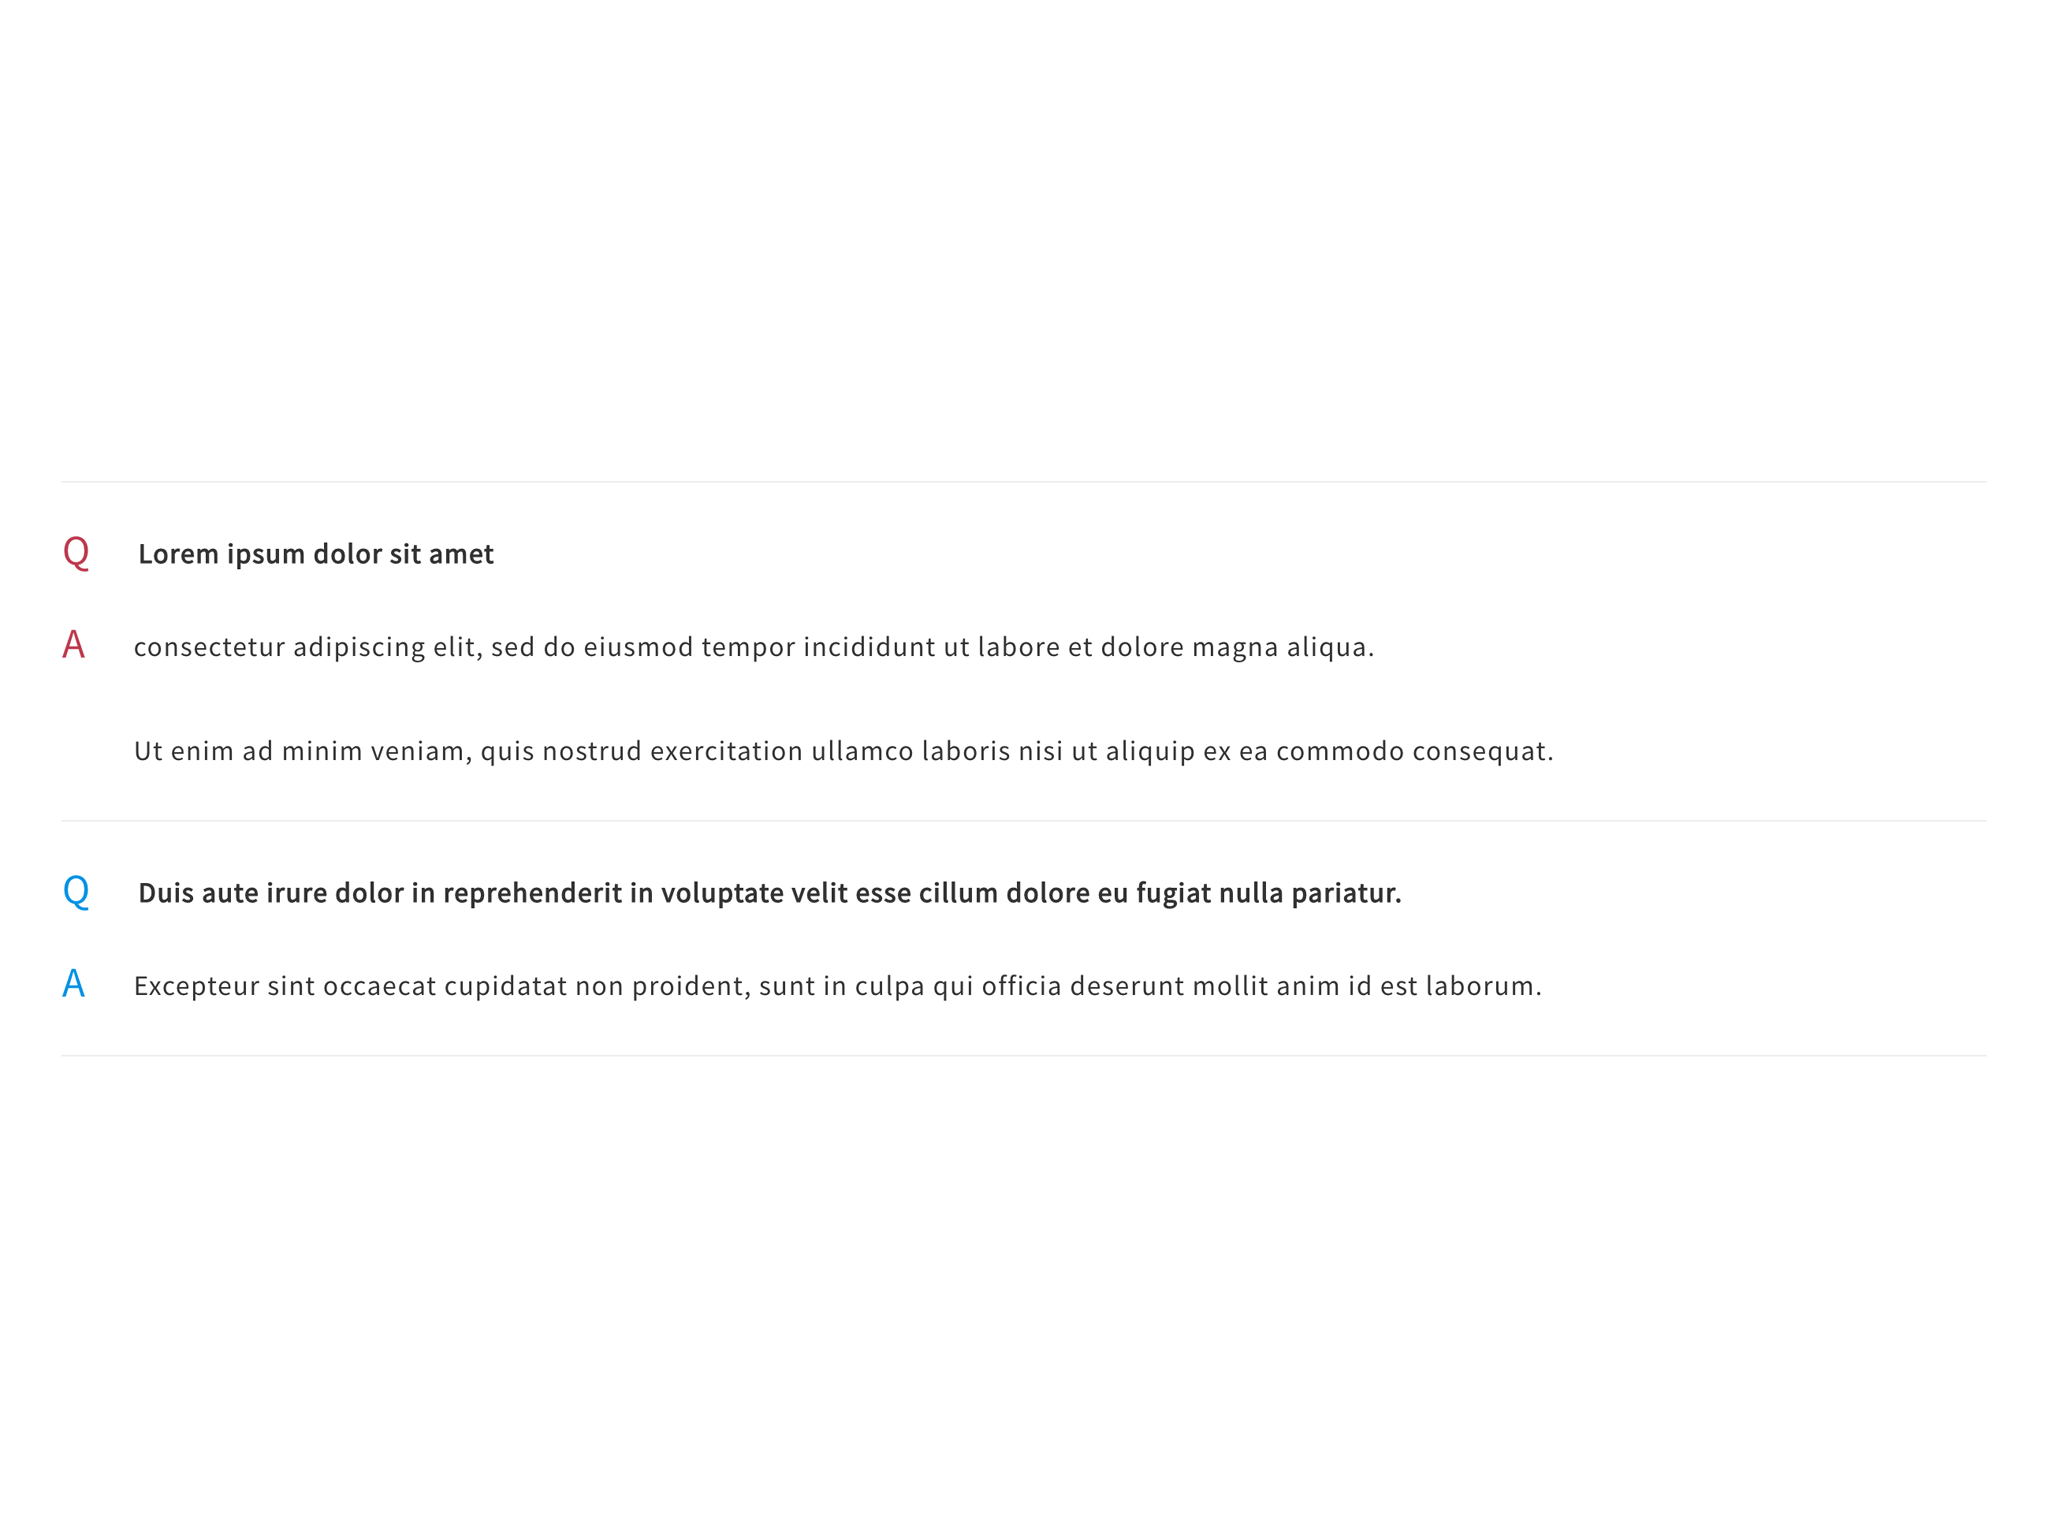 Q Lorem ipsum dolor sit amet
A consectetur adipiscing elit, sed do eiusmod tempor incididunt ut labore et dolore magna aliqua.
Ut enim ad minim veniam, quis nostrud exercitation ullamco laboris nisi ut aliquip ex ea commodo consequat.
Q Duis aute irure dolor in reprehenderit in voluptate velit esse cillum dolore eu fugiat nulla pariatur.
A Excepteur sint occaecat cupidatat non proident, sunt in culpa qui officia deserunt mollit anim id est laborum.